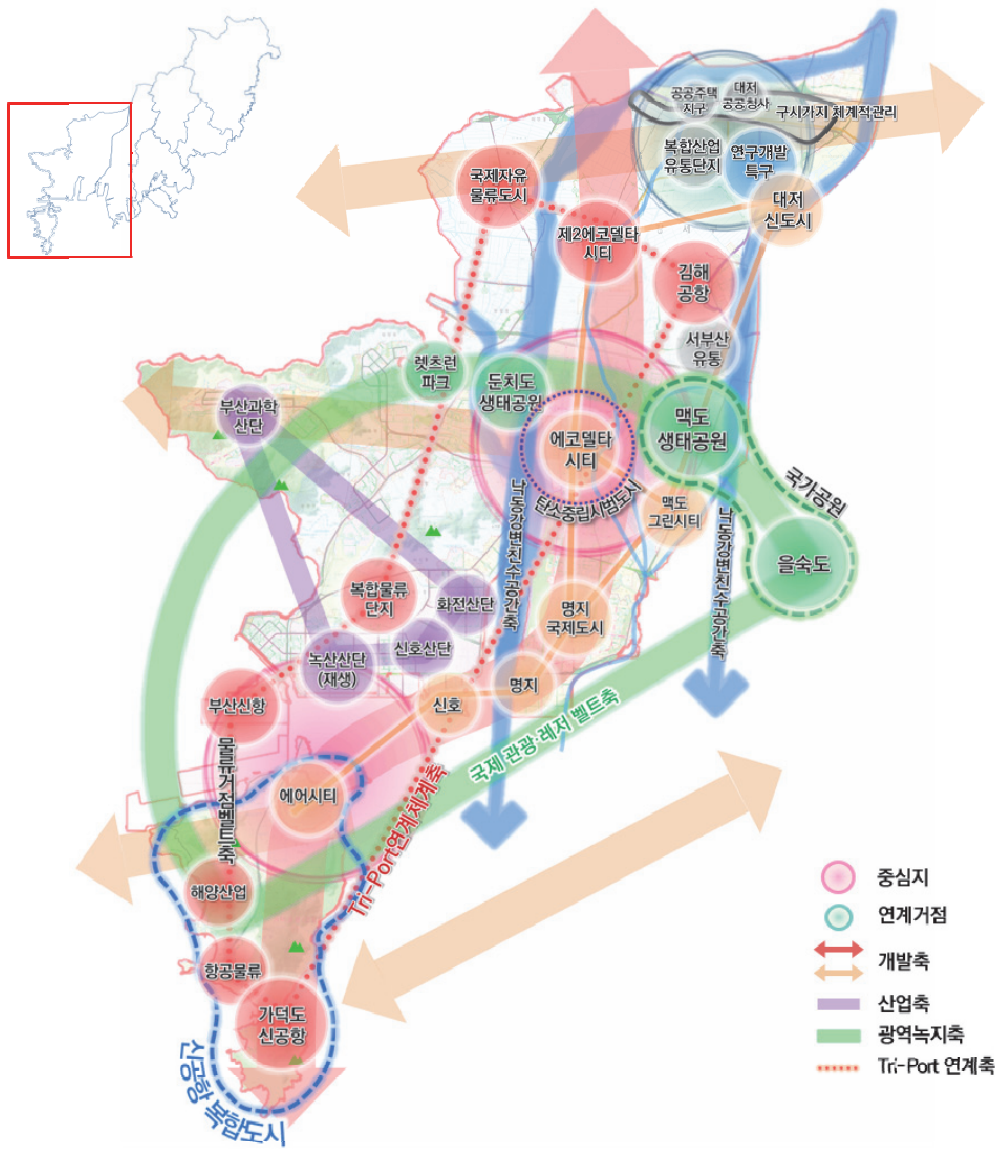 공공주택
지구
대저
공공청사
구시가지 체계적관리
복합산업
유통단지
연구개발
특구
국제자유
물류도시
대저
신도시
제2에코델타
시티
김해
공항
서부산
유통
렛츠런
파크
둔치도
생태공원
부산과학
산단
맥도
생태공원
에코델타
시티
탄소중립시범도시
국가공원
맥도
그린시티
낙동강변친수공간축
낙동강변친수공간축
을숙도
복합물류
단지
화전산단
명지
국제도시
신호산단
녹산산단
(재생)
명지
부산신항
신호
국제 관광·레저 벨트축
물류거점벨트축
에어시티
Tri-Port연계체계축
해양산업
항공물류
가덕도
신공항
신공항 복합도시
중심지
연계거점
개발축
산업축
광역녹지축
Tri-Port 연계축